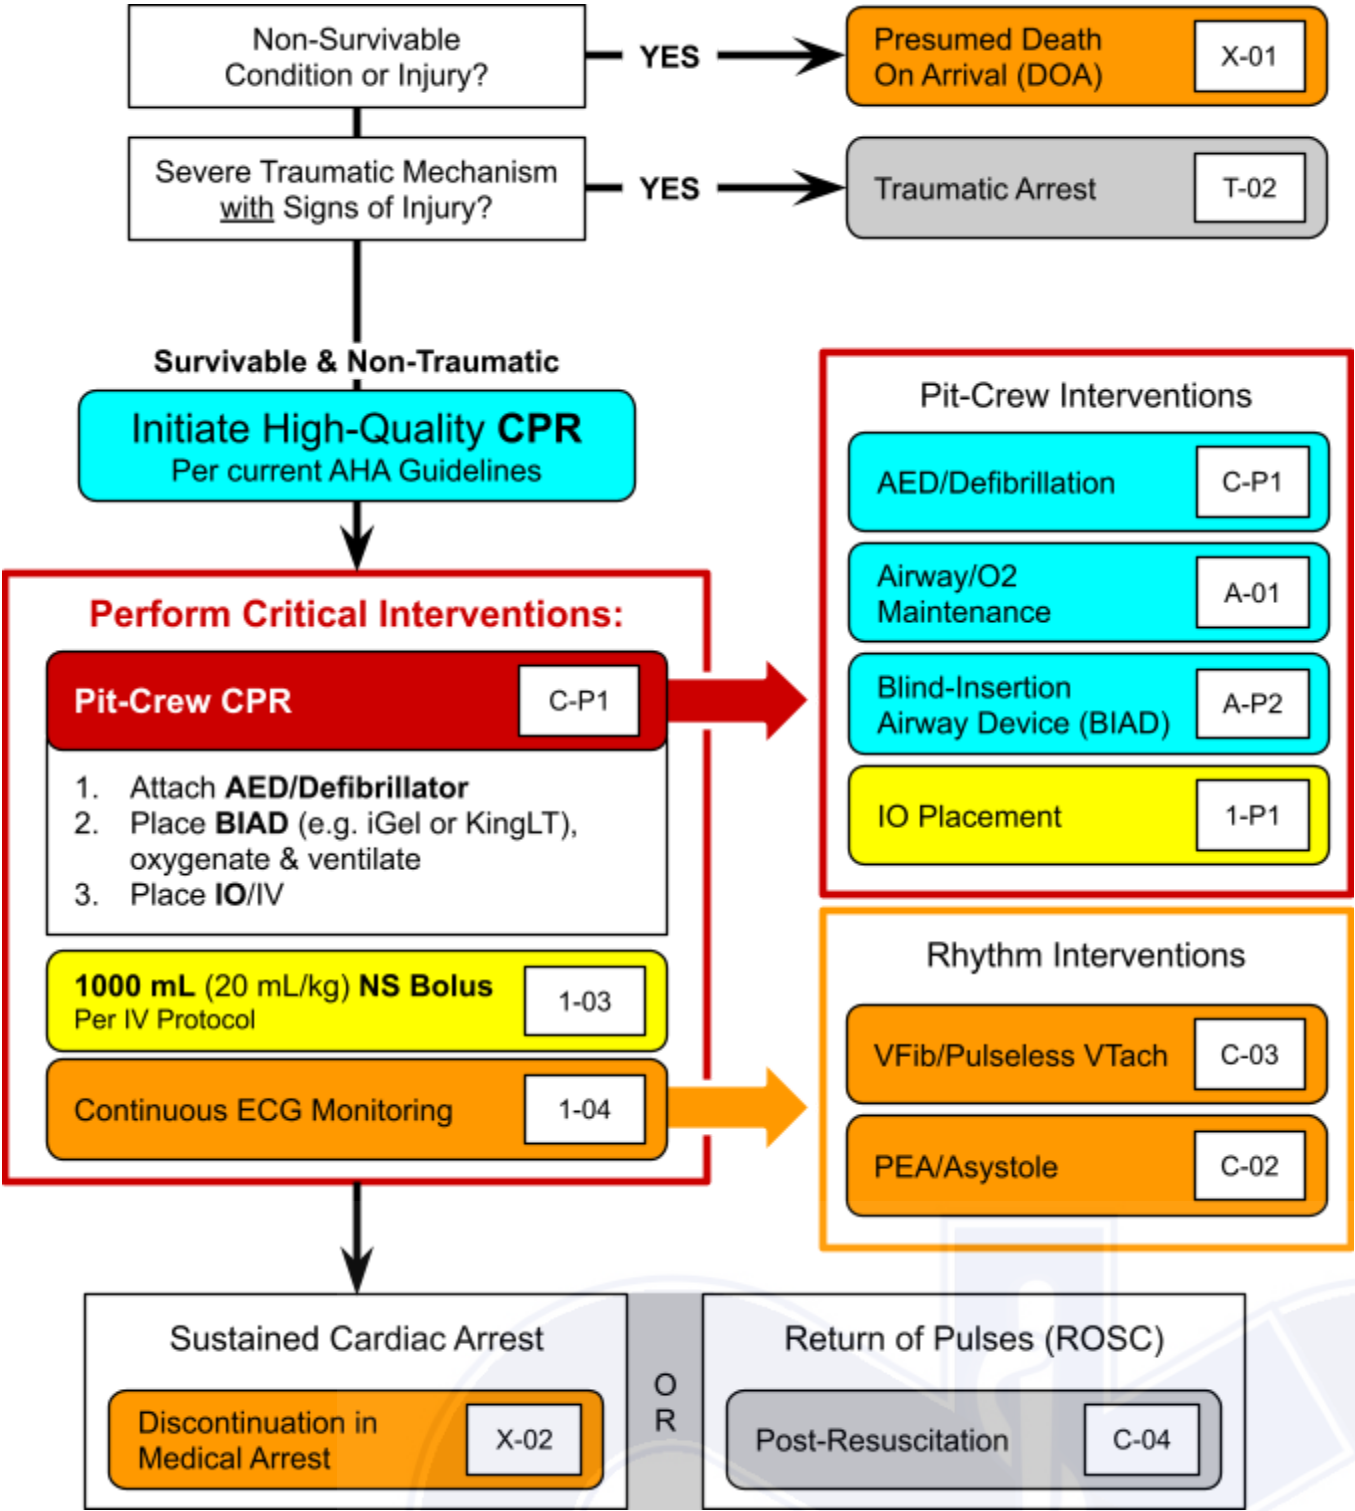 Non-Survivable
Condition or Injury?
YES
Presumed Death
On Arrival (DOA)
X-01
Severe Traumatic Mechanism
with Signs of Injury?
YES
Traumatic Arrest
T-02
Survivable & Non-Traumatic
Initiate High-Quality CPR
Per current AHA Guidelines
Perform Critical Interventions:
Pit-Crew CPR
C-P1
1. Attach AED/Defibrillator
2. Place BIAD (e.g. iGel or KingLT),
oxygenate & ventilate
3. Place IO/IV
1000 mL (20 mL/kg) NS Bolus
Per IV Protocol
1-03
Continuous ECG Monitoring
1-04
Pit-Crew Interventions
AED/Defibrillation
C-P1
Airway/O2
Maintenance
A-01
Blind-Insertion
Airway Device (BIAD)
A-P2
IO Placement
1-P1
Rhythm Interventions
VFib/Pulseless VTach
C-03
PEA/Asystole
C-02
Sustained Cardiac Arrest
Discontinuation in
Medical Arrest
X-02
O
R
Return of Pulses (ROSC)
Post-Resuscitation
C-04